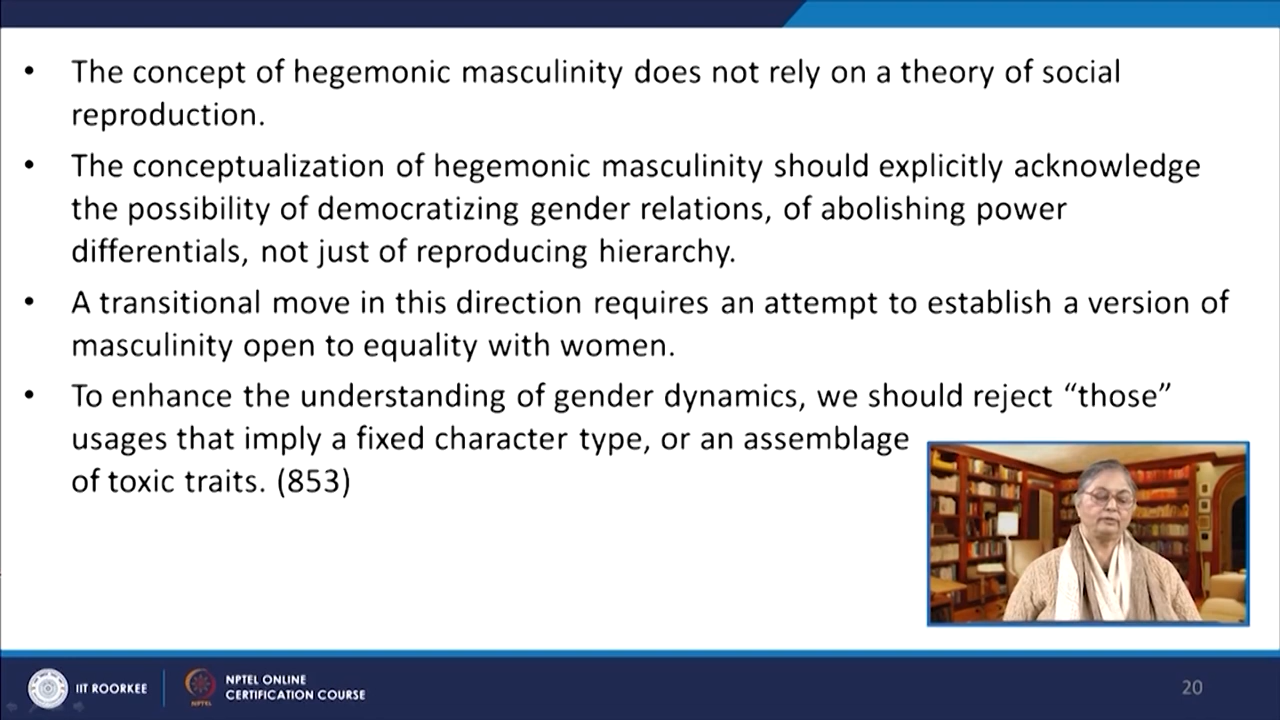 • The concept of hegemonic masculinity does not rely on a theory of social
reproduction.
• The conceptualization of hegemonic masculinity should explicitly acknowledge
the possibility of democratizing gender relations, of abolishing power
differentials, not just of reproducing hierarchy.
• A transitional move in this direction requires an attempt to establish a version of
masculinity open to equality with women.
• To enhance the understanding of gender dynamics, we should reject “those”
usages that imply a fixed character type, or an assemblage
of toxic traits. (853)
IIT ROORKEE
NPTEL
NPTEL ONLINE
CERTIFICATION COURSE
20